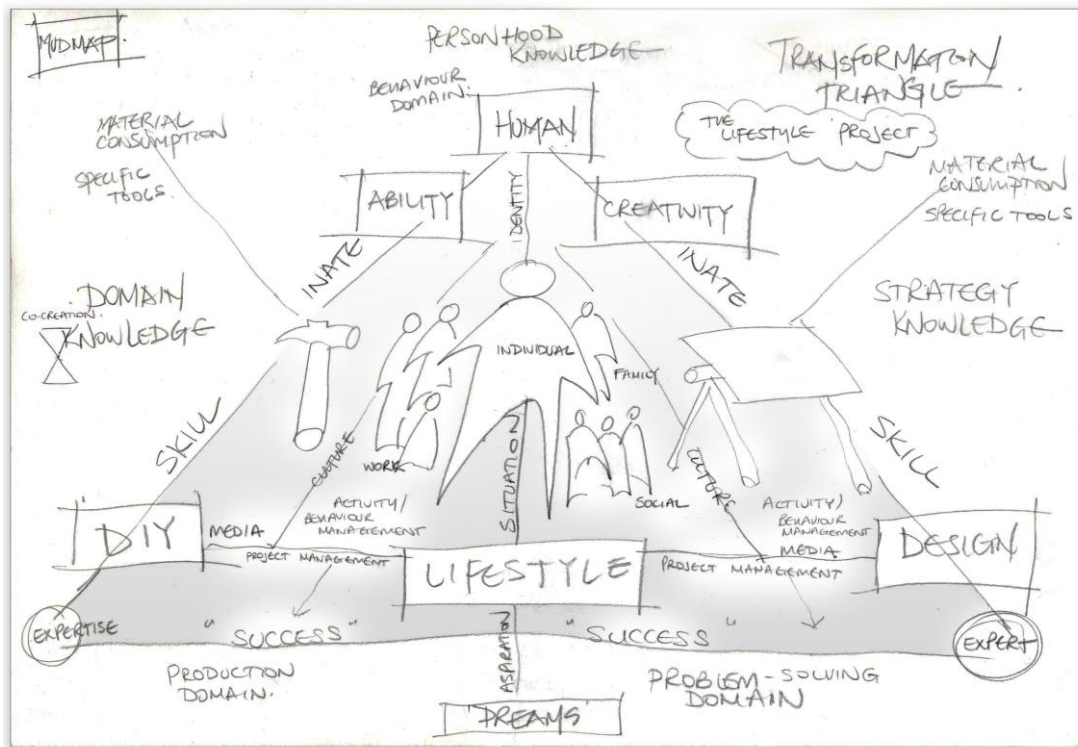 MUDMAP.
PERSONHOOD
KNOWLEDGE
TRANSFORMATION
TRIANGLE
BEHAVIOUR
DOMAIN.
HUMAN
THE
LIFESTYLE PROJECT
MATERIAL
CONSUMPTION
SPECIFIC
TOOLS.
MATERIAL
CONSUMPTION
SPECIFIC TOOLS
ABILITY
IDENTITY
CREATIVITY
INATE
INATE
DOMAIN
KNOWLEDGE
CO-CREATION.
STRATEGY
KNOWLEDGE
INDIVIDUAL
FAMILY
SKILL
CULTURE
WORK
SITUATION
SOCIAL
CULTURE
SKILL
DIY
MEDIA
ACTIVITY/
BEHAVIOUR
MANAGEMENT
PROJECT MANAGEMENT
LIFESTYLE
ACTIVITY/
BEHAVIOUR
MANAGEMENT
MEDIA
PROJECT MANAGEMENT
DESIGN
EXPERTISE
"SUCCESS"
"SUCCESS"
EXPERT
PRODUCTION
DOMAIN.
ASPIRATION
PROBLEM-SOLVING
DOMAIN
"DREAMS"